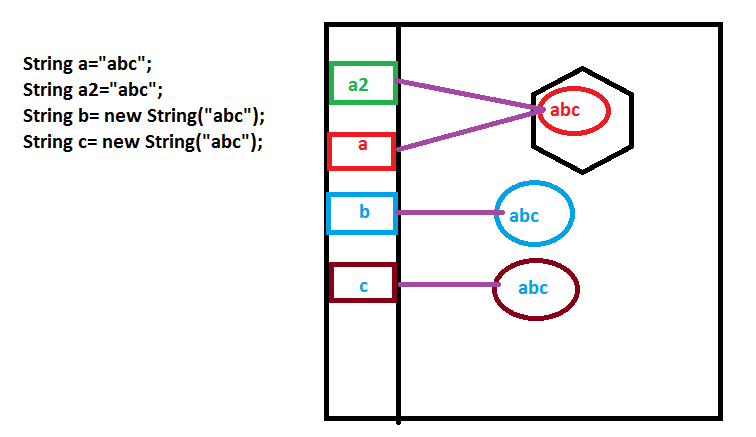 String a="abc";
String a2="abc";
String b= new String("abc");
String c= new String("abc");
a2
abc
a
b
abc
c
abc